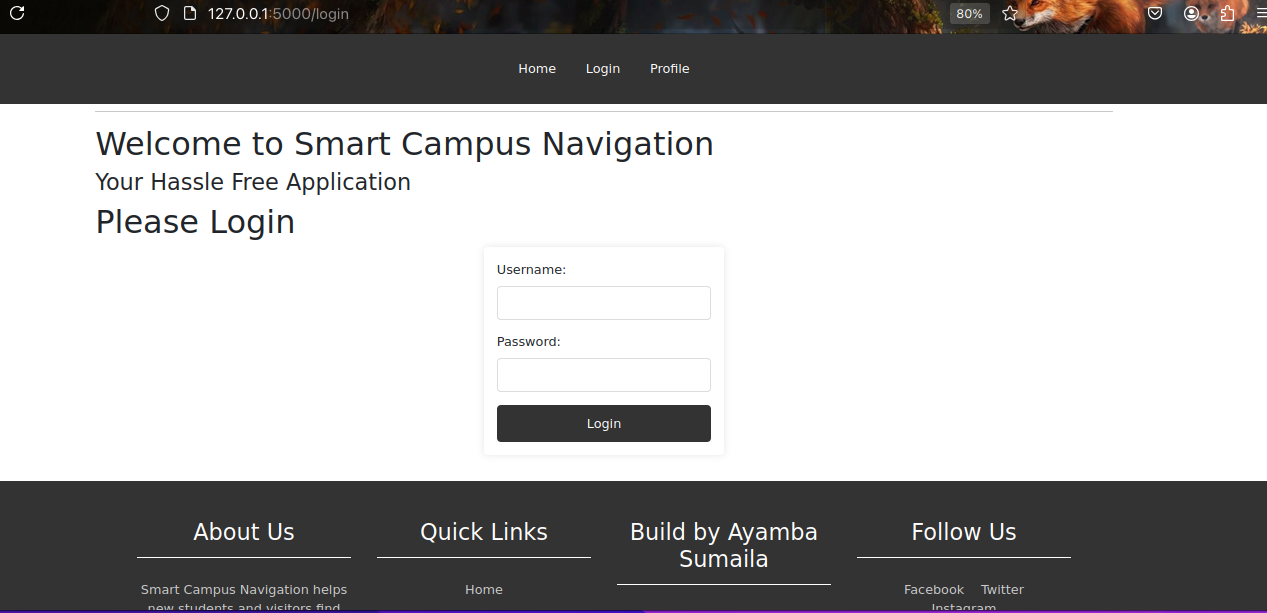 127.0.0.1:5000/login
80%
Home Login Profile
Welcome to Smart Campus Navigation
Your Hassle Free Application
Please Login
Username:
Password:
Login
About Us
Smart Campus Navigation helps
new students and visitors find
Quick Links
Home
Build by Ayamba
Sumaila
Follow Us
Facebook Twitter
Instagram